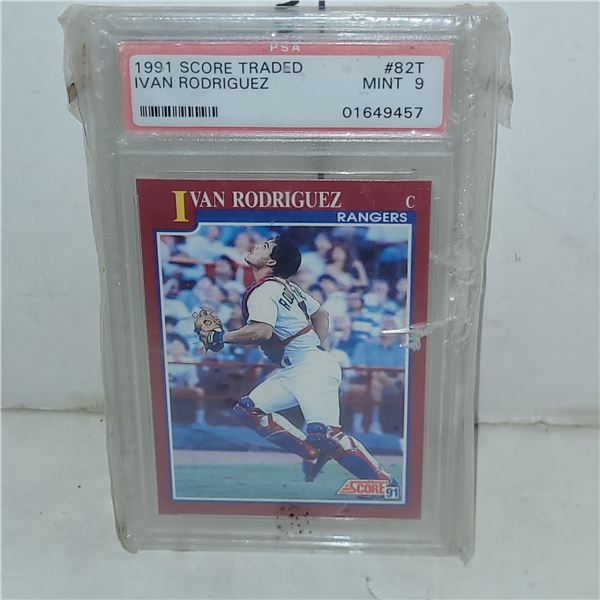 PSA
1991 SCORE TRADED #82T
IVAN RODRIGUEZ MINT 9
01649457
IVAN RODRIGUEZ C
RANGERS
SCORE 91